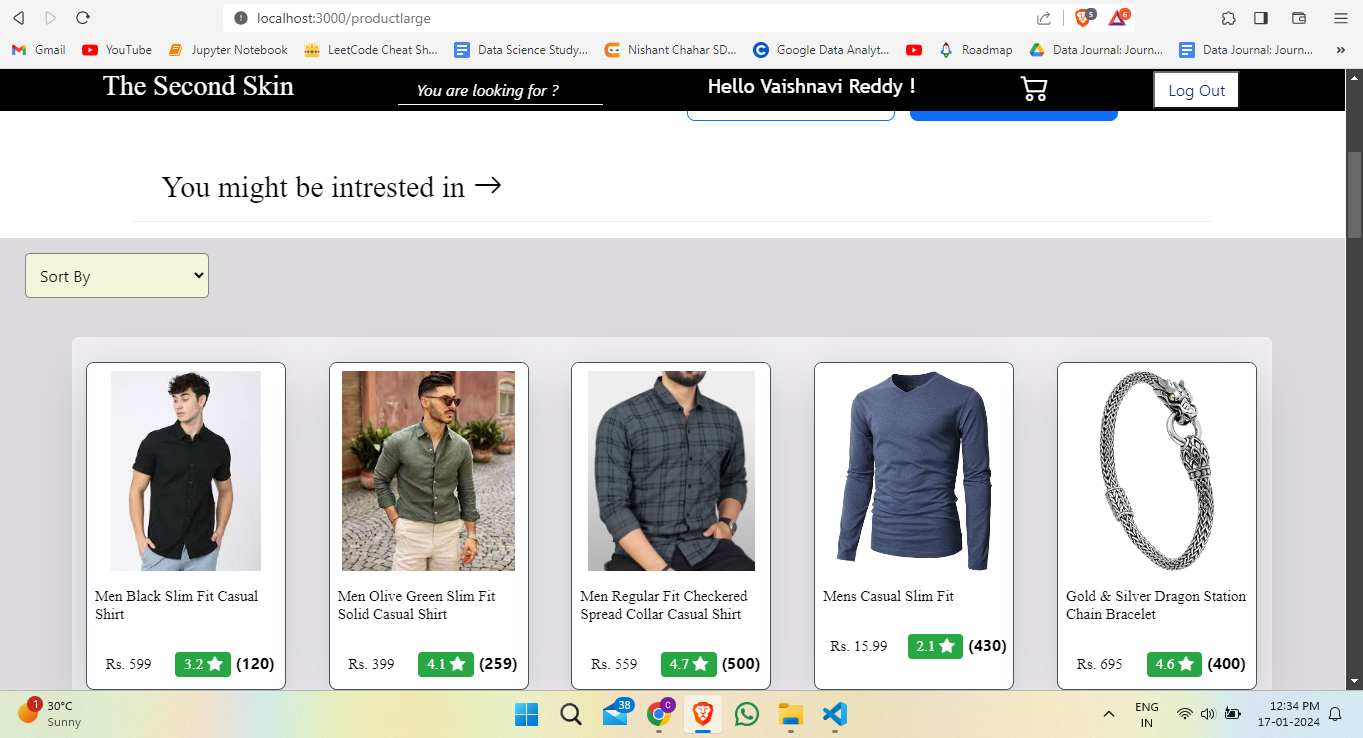 localhost:3000/productlarge
5
6
Gmail
YouTube
Jupyter Notebook
LeetCode Cheat Sh...
Data Science Study...
Nishant Chahar SD...
Google Data Analyt...
Roadmap
Data Journal: Journ...
Data Journal: Journ...
»
The Second Skin
You are looking for ?
Hello Vaishnavi Reddy !
Log Out
You might be intrested in →
Sort By
Men Black Slim Fit Casual
Shirt
Rs. 599 3.2 (120)
Men Olive Green Slim Fit
Solid Casual Shirt
Rs. 399 4.1 (259)
Men Regular Fit Checkered
Spread Collar Casual Shirt
Rs. 559 4.7 (500)
Mens Casual Slim Fit
Rs. 15.99 2.1 (430)
Gold & Silver Dragon Station
Chain Bracelet
Rs. 695 4.6 (400)
1
30°C
Sunny
38
C
ENG
IN
12:34 PM
17-01-2024